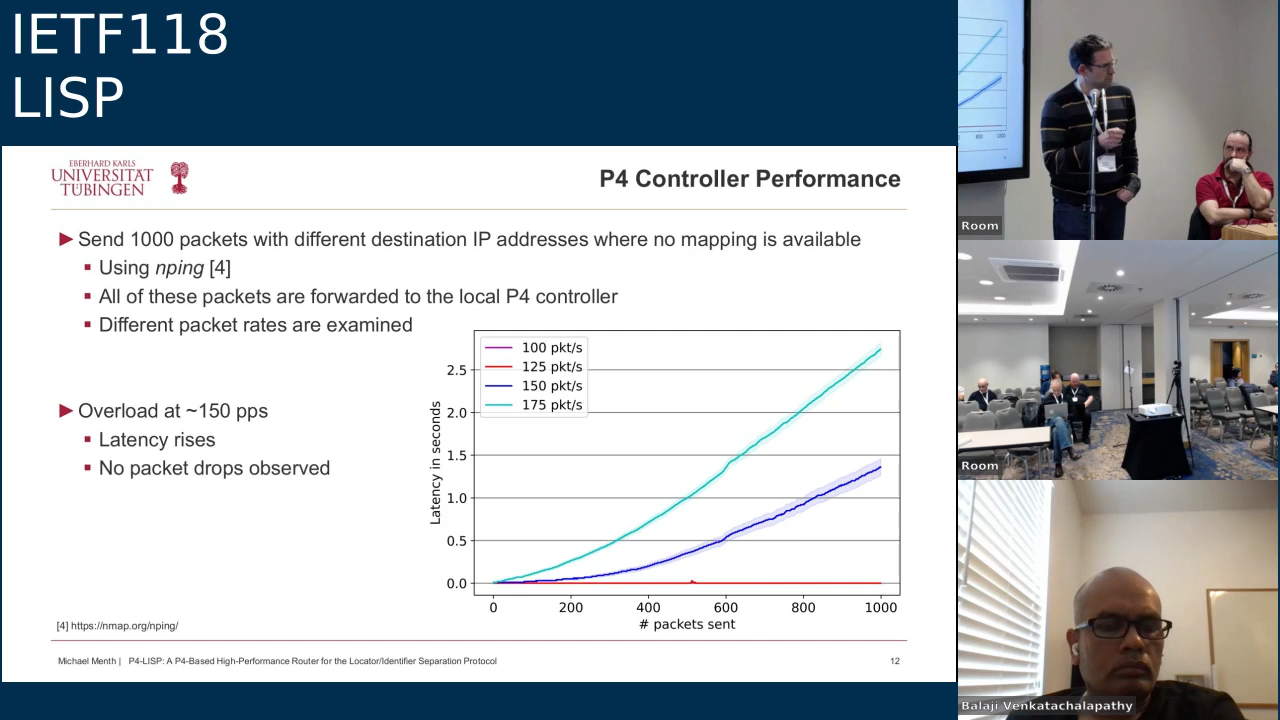 IETF118
LISP
EBERHARD KARLS
UNIVERSITÄT
TÜBINGEN
P4 Controller Performance
Send 1000 packets with different destination IP addresses where no mapping is available
Using nping [4]
All of these packets are forwarded to the local P4 controller
Different packet rates are examined
Overload at ~150 pps
Latency rises
No packet drops observed
100 pkt/s
125 pkt/s
150 pkt/s
175 pkt/s
Latency in seconds
2.5
2.0
1.5
1.0
0.5
0.0
0 200 400 600 800 1000
# packets sent
[4] https://nmap.org/nping/
Michael Menth | P4-LISP: A P4-Based High-Performance Router for the Locator/Identifier Separation Protocol
12
800 1000
Room
Room
Balaji Venkatachalapathy